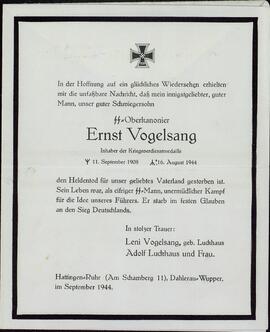 In der Hoffnung auf ein glückliches Wiedersehen erhielten
wir die unfaßbare Nachricht, daß mein innigstgeliebter, guter
Mann, unser guter Schwiegersohn
SS-Oberkanonier
Ernst Vogelsang
Inhaber der Kriegsverdienstmedaille
ᛉ 11. September 1908 ᛦ 16. August 1944
den Heldentod für unser geliebtes Vaterland gestorben ist.
Sein Leben war, als eifriger SS-Mann, unermüdlicher Kampf
für die Idee unseres Führers. Er starb im festen Glauben
an den Sieg Deutschlands.
In stolzer Trauer:
Leni Vogelsang, geb. Ludthaus
Adolf Ludthaus und Frau.
Hattingen-Ruhr (Am Schamberg 11), Dahlerau-Wupper,
im September 1944.